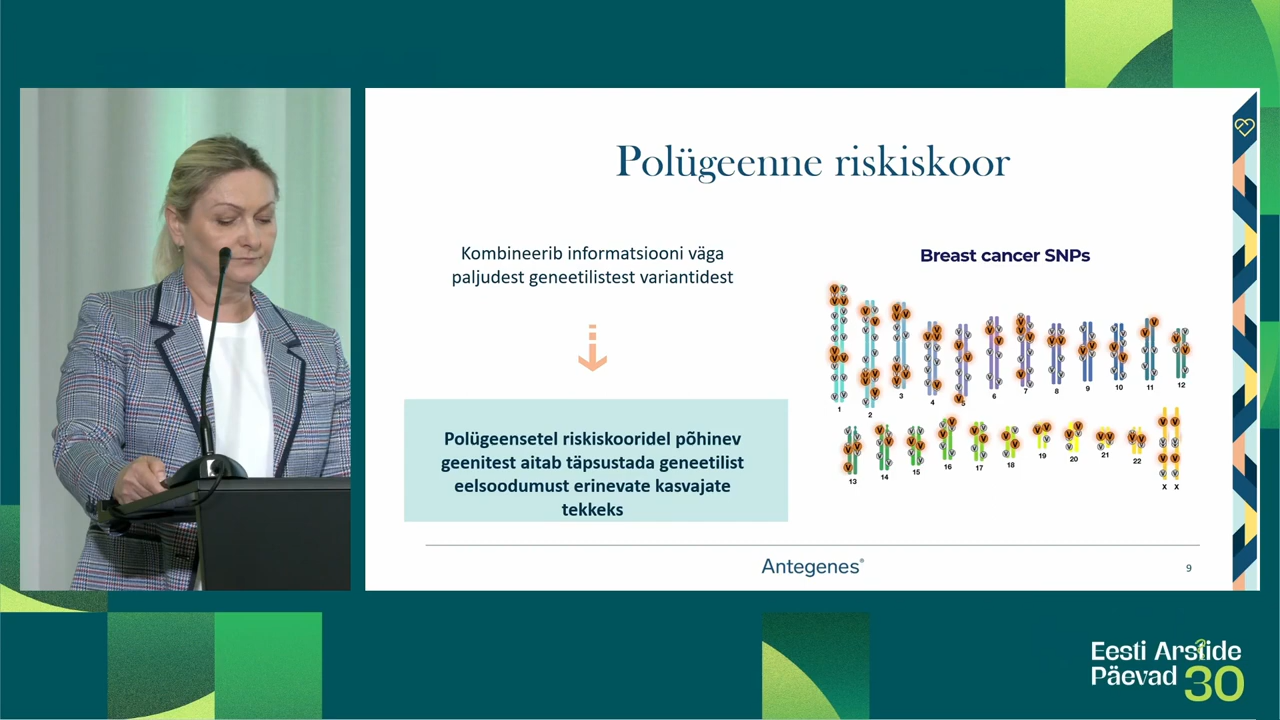 Polügeenne riskiskoor
Kombineerib informatsiooni väga
paljudest geneetilistest variantidest
Polügeensetel riskiskooridel põhinev
geenitest aitab täpsustada geneetilist
eelsoodumust erinevate kasvajate
tekkeks
Breast cancer SNPs
1 2 3 4 5 6 7 8 9 10 11 12
13 14 15 16 17 18 19 20 21 22 X X
Antegenes®
9
Eesti Arstide
Päevad 30